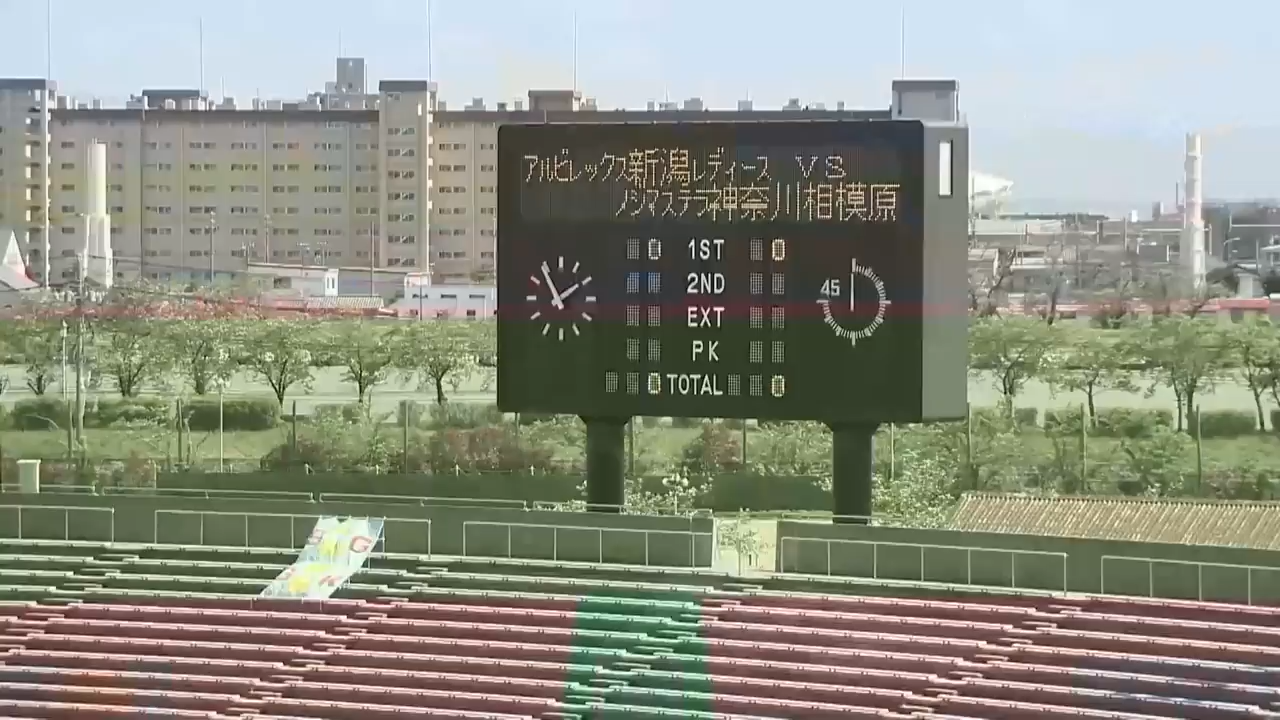 アルビレックス新潟レディース VS
ノジマステラ神奈川相模原
0 1ST 0
2ND
EXT
PK
0 TOTAL 0
45